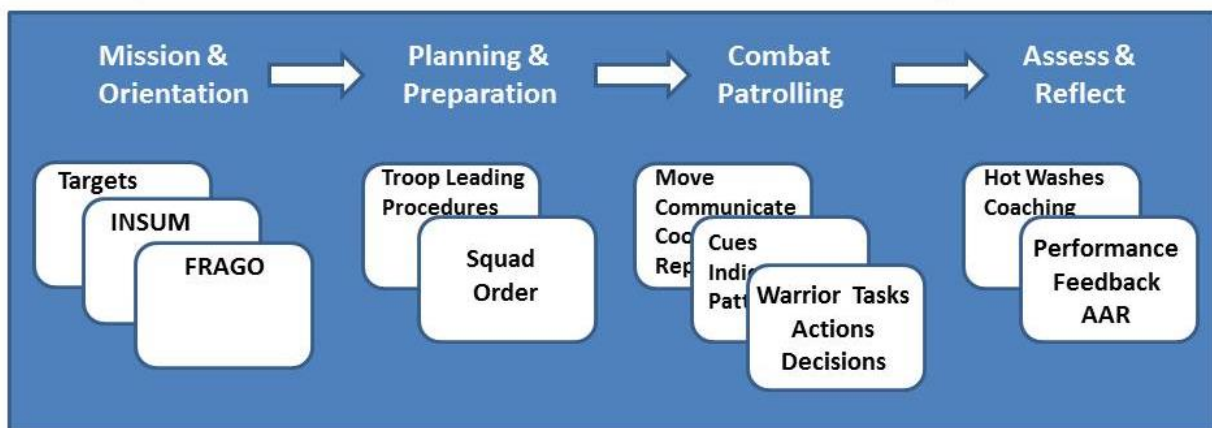 Mission &
Orientation
Planning &
Preparation
Combat
Patrolling
Assess &
Reflect
Targets
INSUM
FRAGO
Troop Leading
Procedures
Squad
Order
Move
Communicate
Cues
Warrior Tasks
Actions
Decisions
Hot Washes
Coaching
Performance
Feedback
AAR